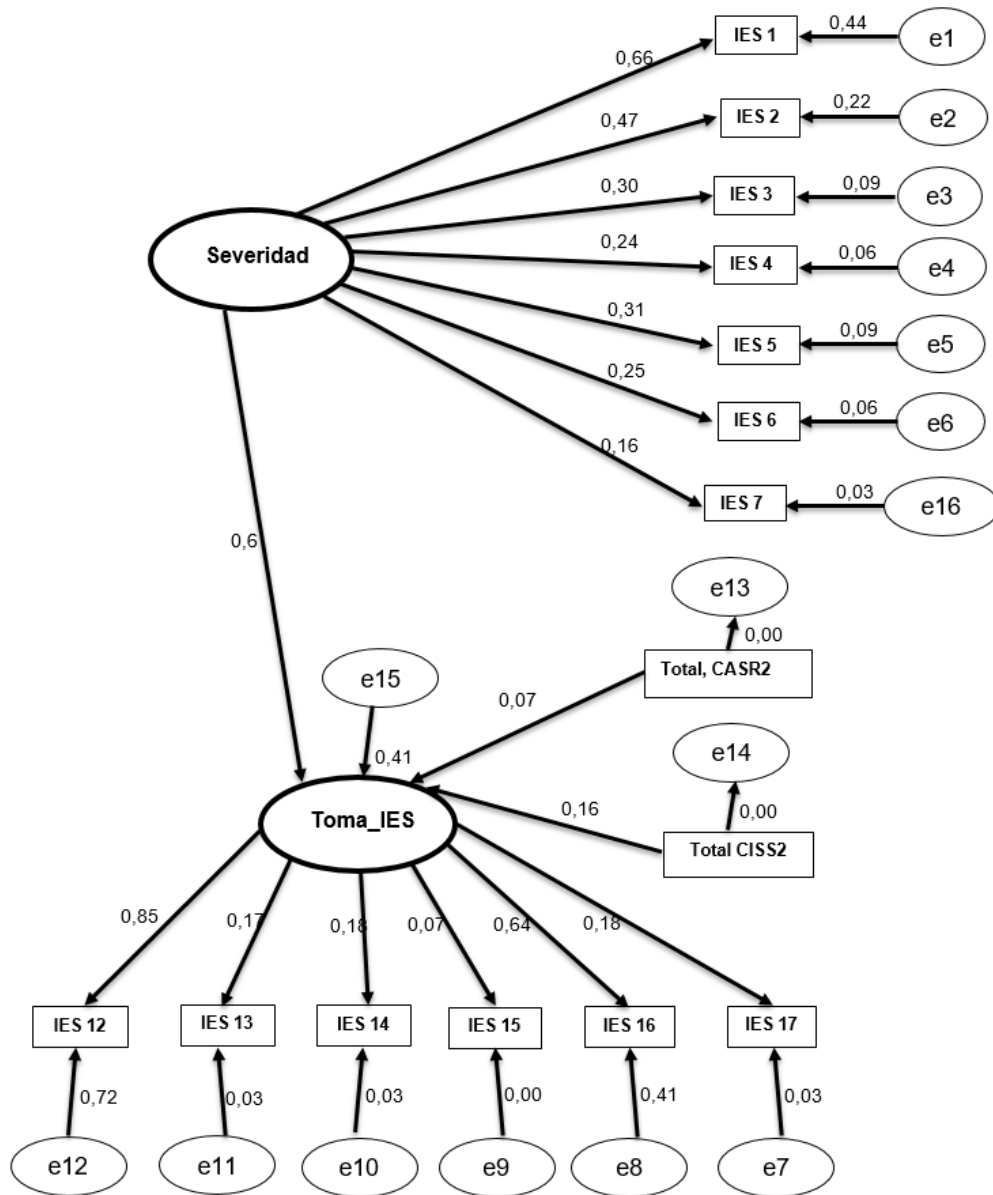 IES 1
0,44
e1
0,66
IES 2
0,22
e2
0,47
IES 3
0,09
e3
0,30
Severidad
IES 4
0,06
e4
0,24
IES 5
0,09
e5
0,31
IES 6
0,06
e6
0,25
IES 7
0,03
e16
0,16
0,6
e13
0,00
Total, CASR2
0,07
e15
0,41
e14
0,00
Total CISS2
0,16
Toma_IES
0,85
0,17
0,18
0,07
0,64
0,18
IES 12
IES 13
IES 14
IES 15
IES 16
IES 17
0,72
0,03
0,03
0,00
0,41
0,03
e12
e11
e10
e9
e8
e7